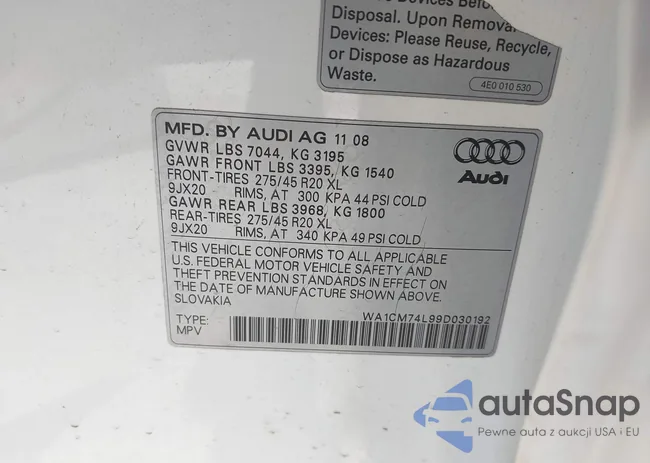 Devices Before
Disposal. Upon Removal
Devices: Please Reuse, Recycle,
or Dispose as Hazardous
Waste.
4E0 010 530
MFD. BY AUDI AG 11 08
GVWR LBS 7044, KG 3195
GAWR FRONT LBS 3395, KG 1540
FRONT-TIRES 275/45 R20 XL
9JX20 RIMS, AT 300 KPA 44 PSI COLD
GAWR REAR LBS 3968, KG 1800
REAR-TIRES 275/45 R20 XL
9JX20 RIMS, AT 340 KPA 49 PSI COLD
Audi
THIS VEHICLE CONFORMS TO ALL APPLICABLE
U.S. FEDERAL MOTOR VEHICLE SAFETY AND
THEFT PREVENTION STANDARDS IN EFFECT ON
THE DATE OF MANUFACTURE SHOWN ABOVE.
SLOVAKIA
WA1CM74L99D030192
TYPE:
MPV
autaSnap
Pewne auta z aukcji USA i EU